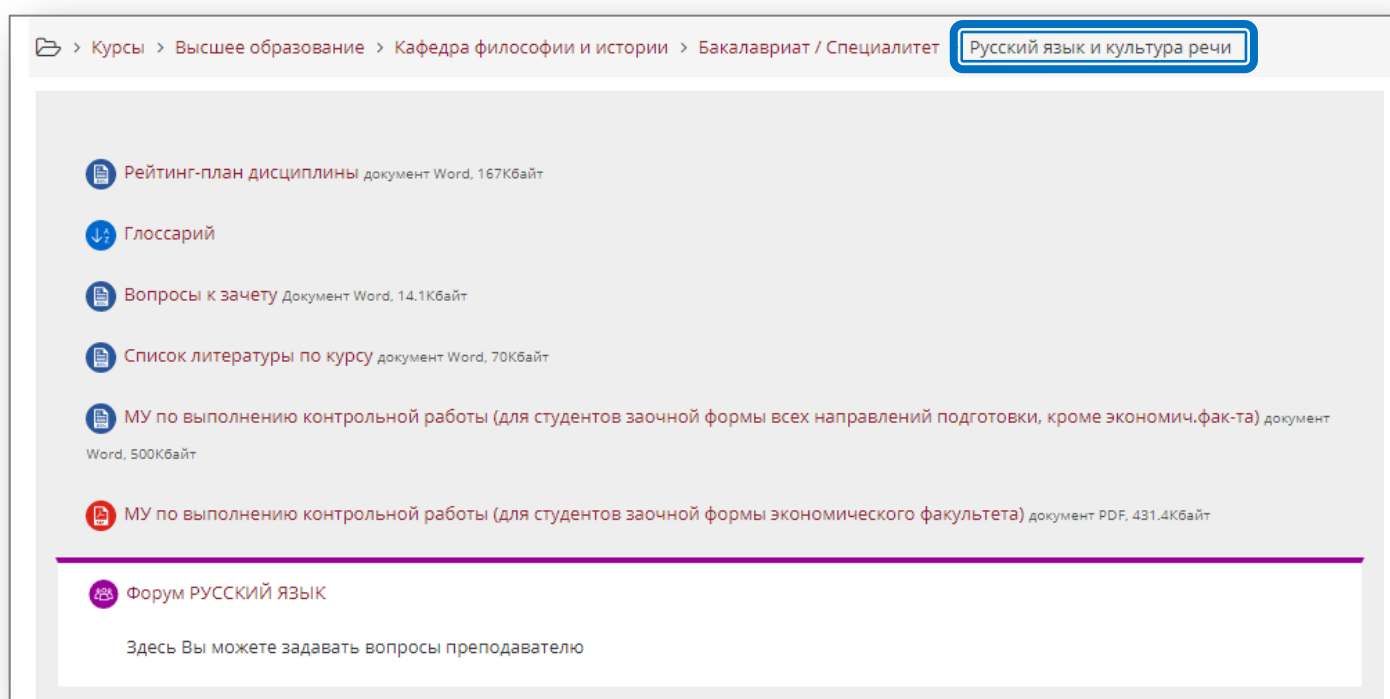 > Курсы > Высшее образование > Кафедра философии и истории > Бакалавриат / Специалитет Русский язык и культура речи
Рейтинг-план дисциплины документ Word, 167Кбайт
Глоссарий
Вопросы к зачету Документ Word, 14.1Кбайт
Список литературы по курсу документ Word, 70Кбайт
МУ по выполнению контрольной работы (для студентов заочной формы всех направлений подготовки, кроме экономич.фак-та) документ
Word, 500Кбайт
МУ по выполнению контрольной работы (для студентов заочной формы экономического факультета) документ PDF, 431.4Кбайт
Форум РУССКИЙ ЯЗЫК
Здесь Вы можете задавать вопросы преподавателю